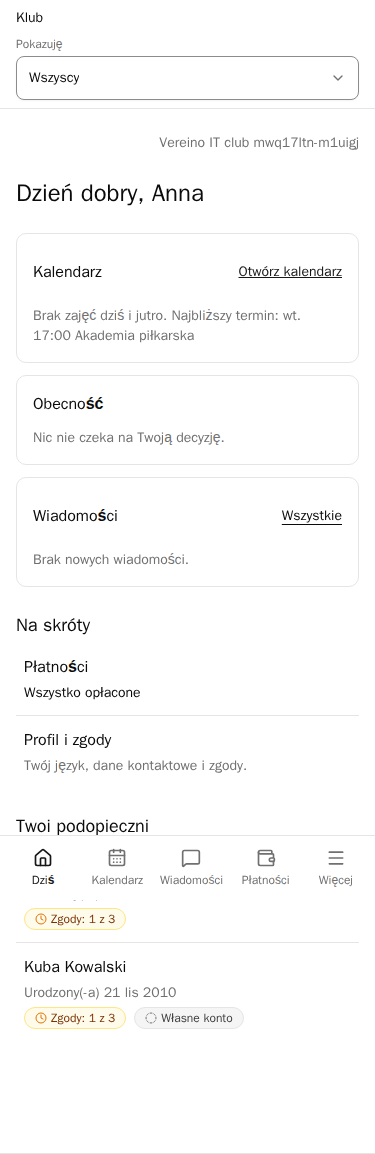 Klub
Pokazuję
Wszyscy
Vereino IT club mwq17ltn-m1uigj
Dzień dobry, Anna
Kalendarz
Otwórz kalendarz
Brak zajęć dziś i jutro. Najbliższy termin: wt.
17:00 Akademia piłkarska
Obecność
Nic nie czeka na Twoją decyzję.
Wiadomości
Wszystkie
Brak nowych wiadomości.
Na skróty
Płatności
Wszystko opłacone
Profil i zgody
Twój język, dane kontaktowe i zgody.
Twoi podopieczni
Dziś
Kalendarz
Wiadomości
Płatności
Więcej
Zgody: 1 z 3
Kuba Kowalski
Urodzony(-a) 21 lis 2010
Zgody: 1 z 3
Własne konto